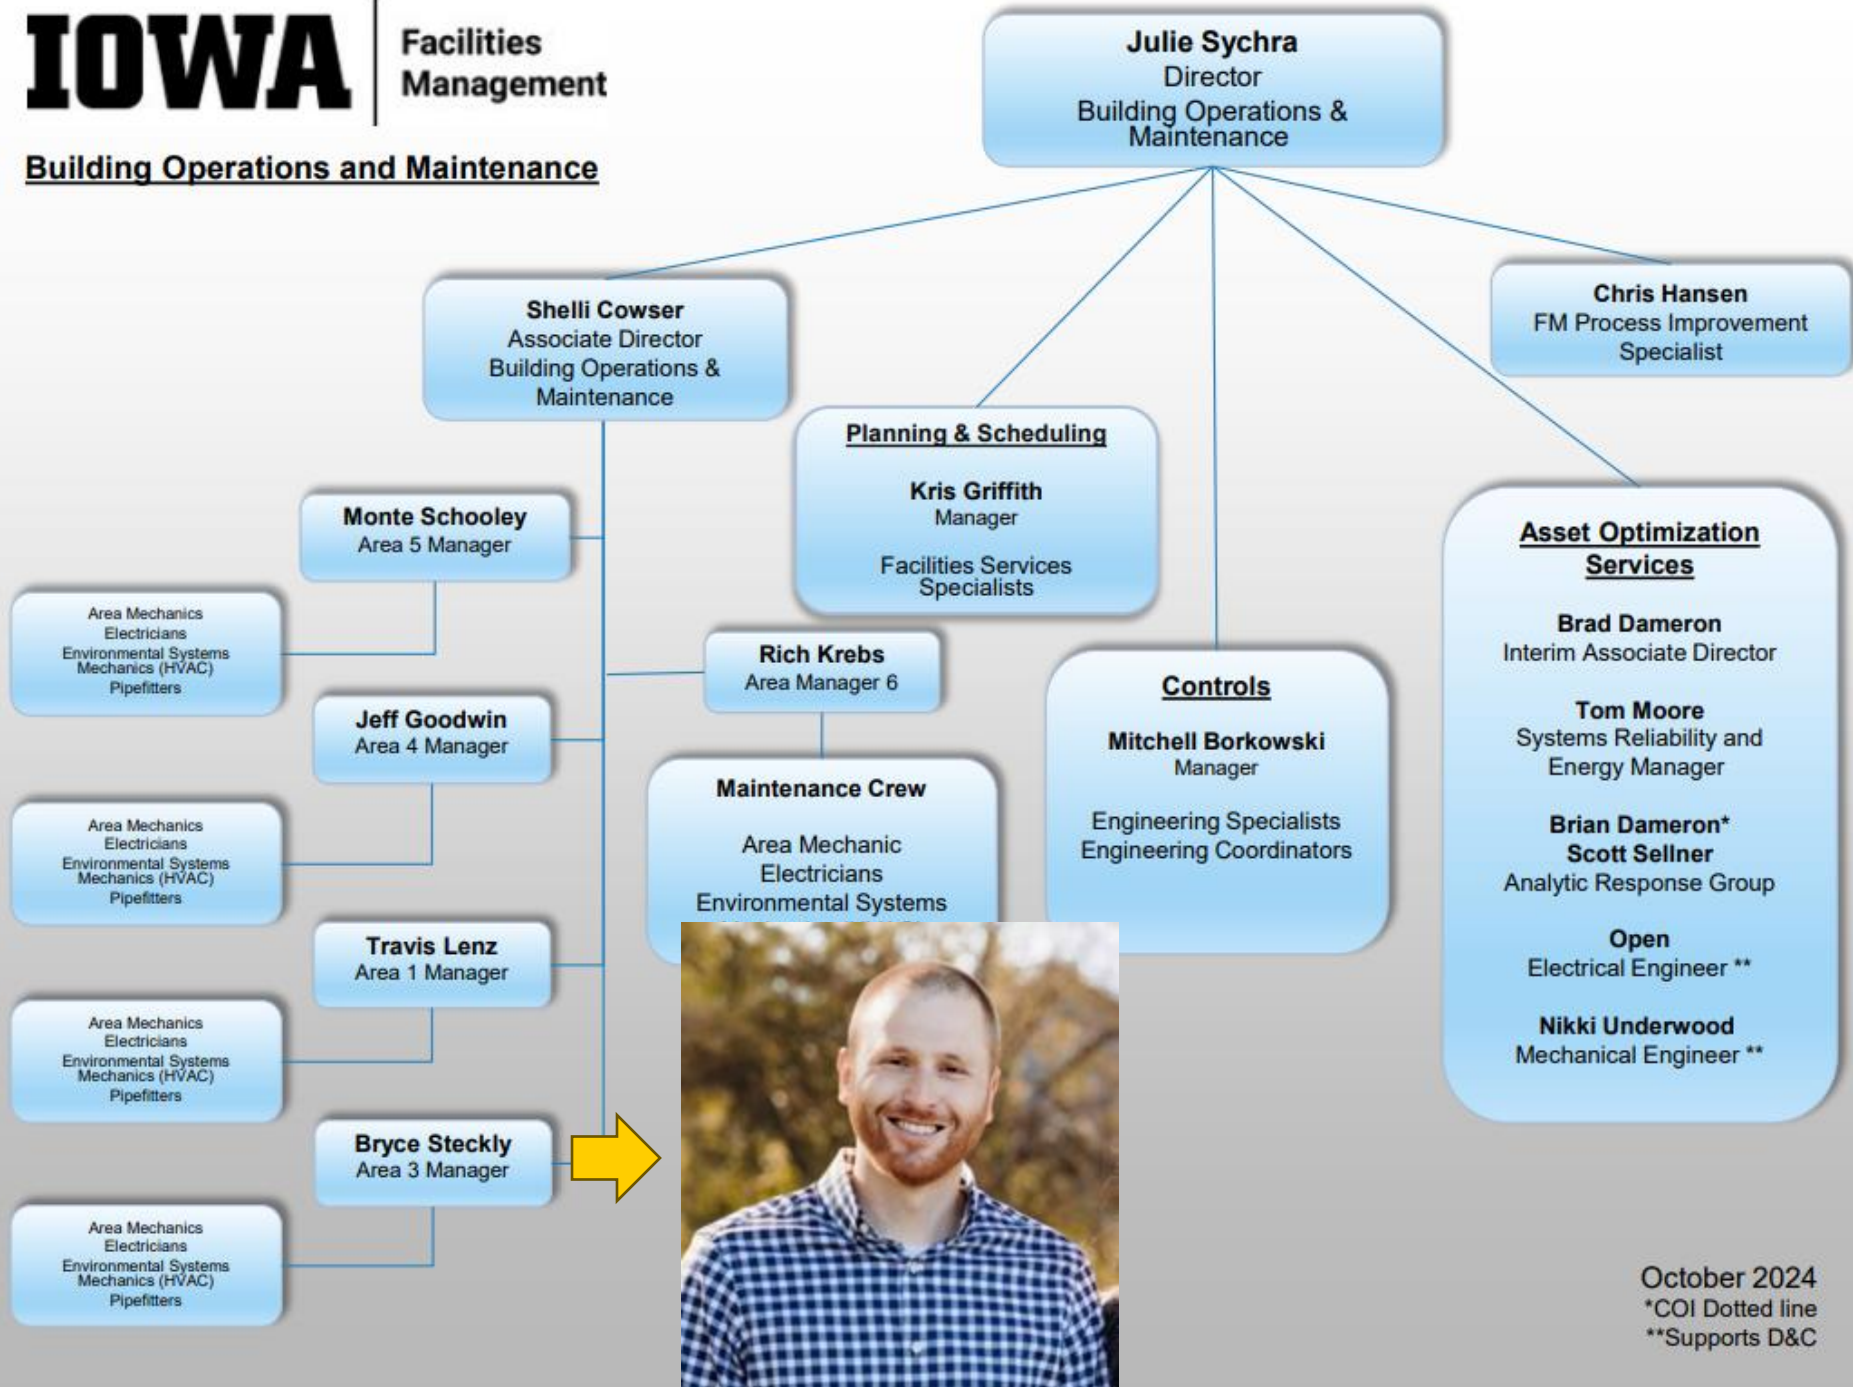 IOWA
Facilities
Management
Building Operations and Maintenance
Julie Sychra
Director
Building Operations &
Maintenance
Shelli Cowser
Associate Director
Building Operations &
Maintenance
Chris Hansen
FM Process Improvement
Specialist
Planning & Scheduling
Kris Griffith
Manager
Facilities Services
Specialists
Monte Schooley
Area 5 Manager
Area Mechanics
Electricians
Environmental Systems
Mechanics (HVAC)
Pipefitters
Rich Krebs
Area Manager 6
Maintenance Crew
Area Mechanic
Electricians
Environmental Systems
Controls
Mitchell Borkowski
Manager
Engineering Specialists
Engineering Coordinators
Asset Optimization
Services
Brad Dameron
Interim Associate Director
Tom Moore
Systems Reliability and
Energy Manager
Brian Dameron*
Scott Sellner
Analytic Response Group
Open
Electrical Engineer **
Nikki Underwood
Mechanical Engineer **
Jeff Goodwin
Area 4 Manager
Area Mechanics
Electricians
Environmental Systems
Mechanics (HVAC)
Pipefitters
Travis Lenz
Area 1 Manager
Area Mechanics
Electricians
Environmental Systems
Mechanics (HVAC)
Pipefitters
Bryce Steckly
Area 3 Manager
Area Mechanics
Electricians
Environmental Systems
Mechanics (HVAC)
Pipefitters
October 2024
*COI Dotted line
**Supports D&C